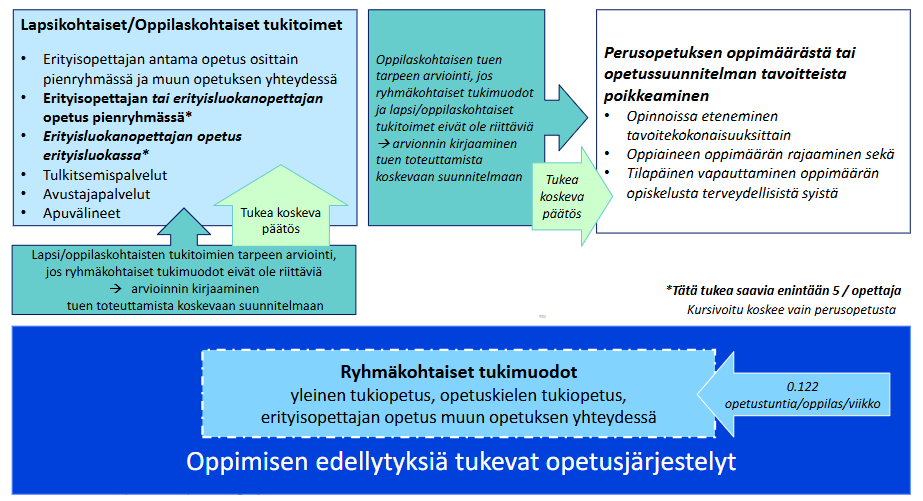 Lapsikohtaiset/Oppilaskohtaiset tukitoimet
• Erityisopettajan antama opetus osittain
pienryhmässä ja muun opetuksen yhteydessä
• Erityisopettajan tai erityisluokanopettajan
opetus pienryhmässä*
• Erityisluokanopettajan opetus
erityisluokassa*
• Tulkitsemispalvelut
• Avustajapalvelut
• Apuvälineet
Tukea koskeva
päätös
Lapsi/oppilaskohtaisten tukitoimien tarpeen arviointi,
jos ryhmäkohtaiset tukimuodot eivät ole riittäviä
→ arvioinnin kirjaaminen
tuen toteuttamista koskevaan suunnitelmaan
Oppilaskohtaisen tuen
tarpeen arviointi, jos
ryhmäkohtaiset tukimuodot
ja lapsi/oppilaskohtaiset
tukitoimet eivät ole riittäviä
→ arvionnin kirjaaminen
tuen toteuttamista
koskevaan suunnitelmaan
Tukea
koskeva
päätös
Perusopetuksen oppimäärästä tai
opetussuunnitelman tavoitteista
poikkeaminen
• Opinnoissa eteneminen
tavoitekokonaisuuksittain
• Oppiaineen oppimäärän rajaaminen sekä
• Tilapäinen vapauttaminen oppimäärän
opiskelusta terveydellisistä syistä
*Tätä tukea saavia enintään 5 / opettaja
Kursivoitu koskee vain perusopetusta
Ryhmäkohtaiset tukimuodot
yleinen tukiopetus, opetuskielen tukiopetus,
erityisopettajan opetus muun opetuksen yhteydessä
0.122
opetustuntia/oppilas/viikko
Oppimisen edellytyksiä tukevat opetusjärjestelyt